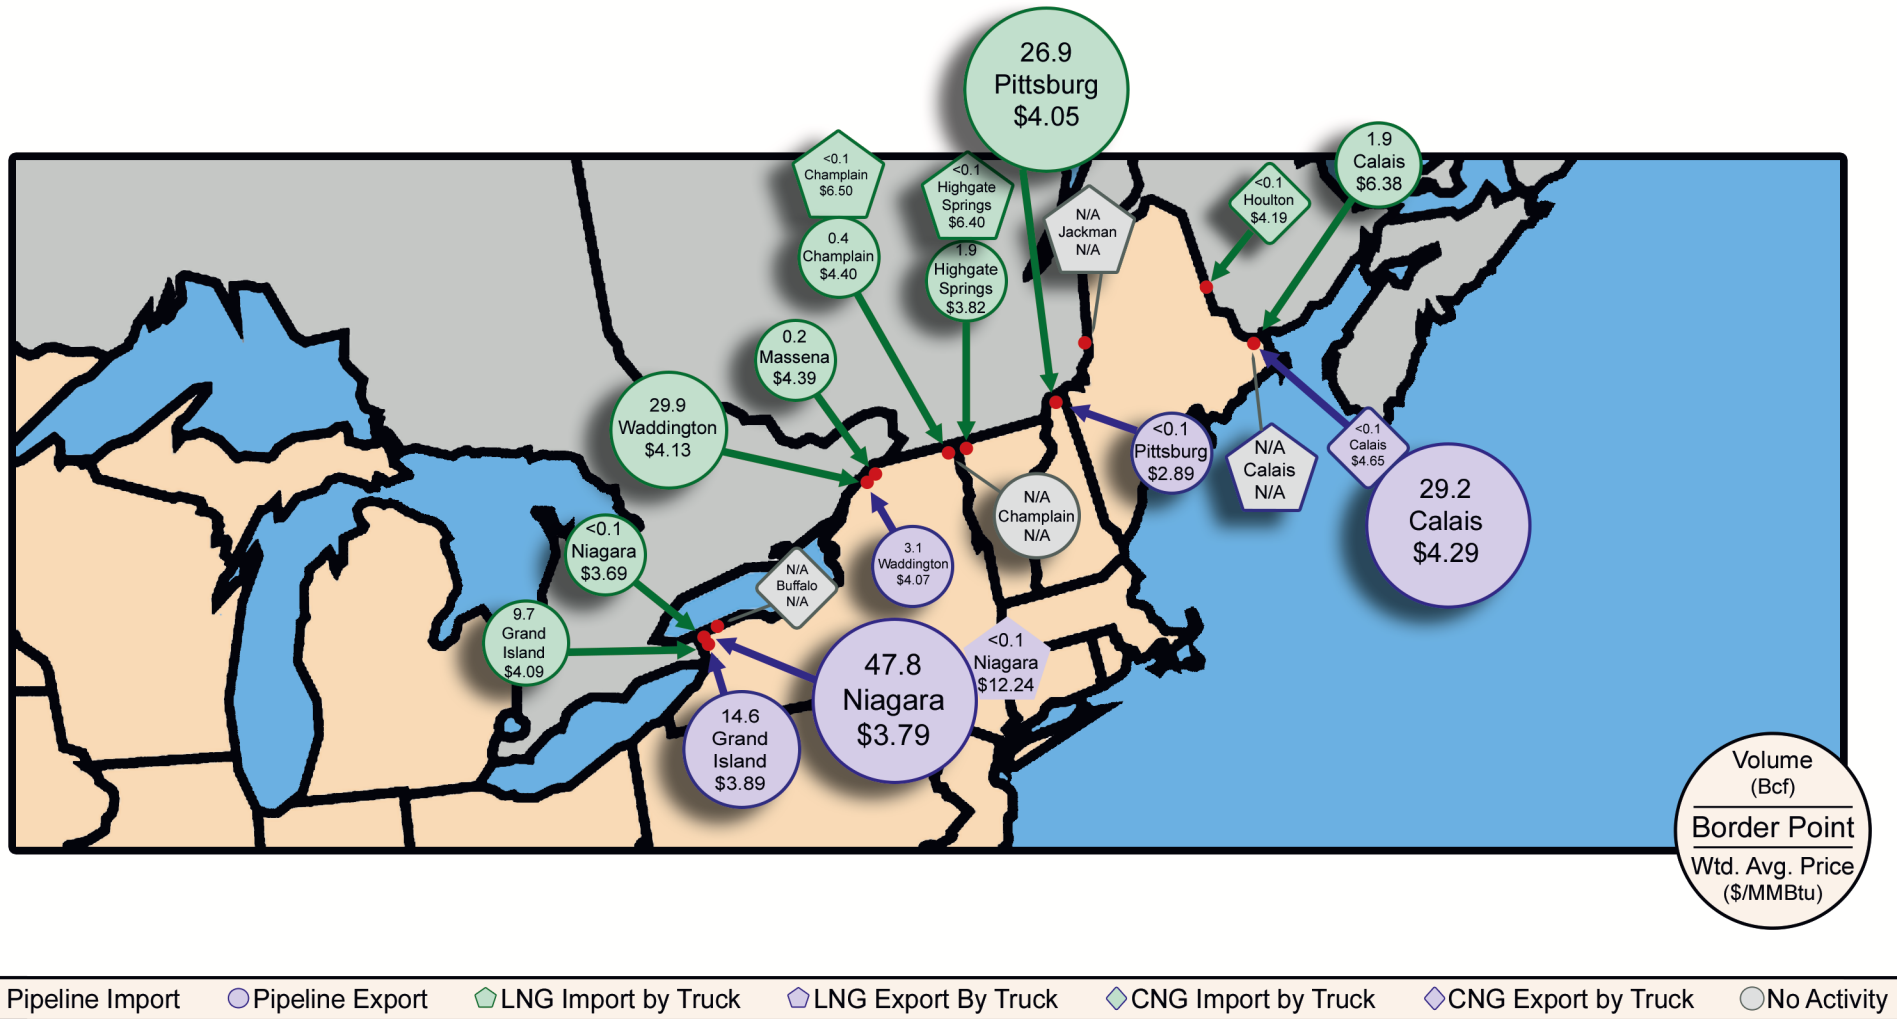 26.9
Pittsburg
$4.05
<0.1
Champlain
$6.50
<0.1
Highgate
Springs
$6.40
N/A
Jackman
N/A
<0.1
Houlton
$4.19
1.9
Calais
$6.38
0.4
Champlain
$4.40
1.9
Highgate
Springs
$3.82
0.2
Massena
$4.39
29.9
Waddington
$4.13
<0.1
Pittsburg
$2.89
N/A
Calais
N/A
<0.1
Calais
$4.65
29.2
Calais
$4.29
N/A
Champlain
N/A
<0.1
Niagara
$3.69
N/A
Buffalo
N/A
3.1
Waddington
$4.07
9.7
Grand
Island
$4.09
47.8
Niagara
$3.79
<0.1
Niagara
$12.24
14.6
Grand
Island
$3.89
Volume
(Bcf)
Border Point
Wtd. Avg. Price
($/MMBtu)
Pipeline Import
Pipeline Export
LNG Import by Truck
LNG Export By Truck
CNG Import by Truck
CNG Export by Truck
No Activity